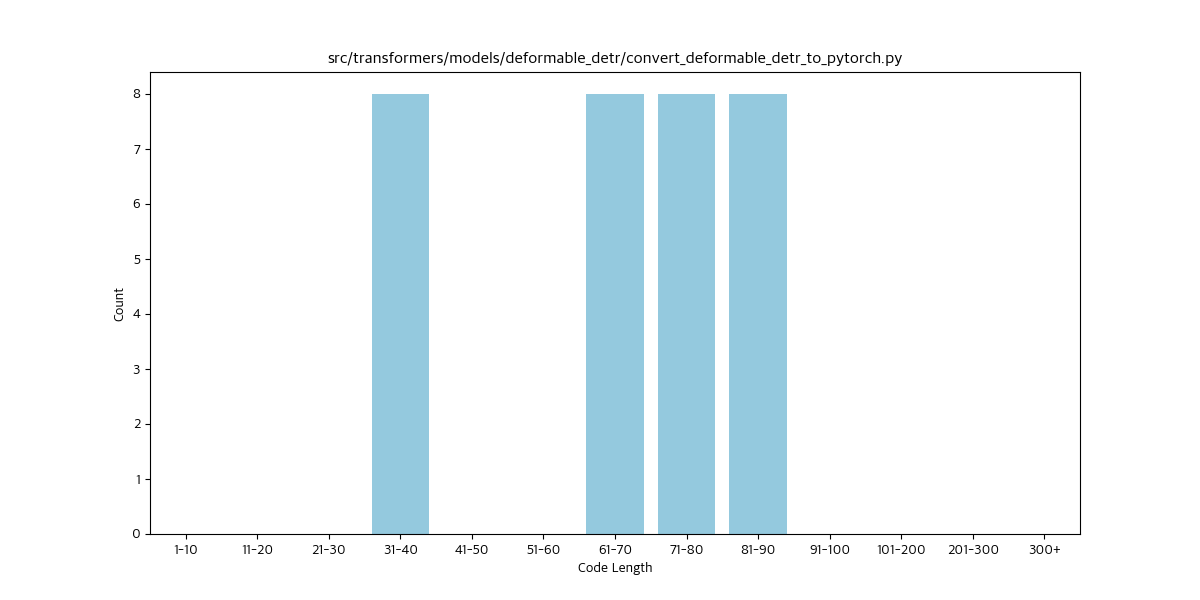 src/transformers/models/deformable_detr/convert_deformable_detr_to_pytorch.py
8
7
6
5
4
3
2
1
0
Count
1-10 11-20 21-30 31-40 41-50 51-60 61-70 71-80 81-90 91-100 101-200 201-300 300+
Code Length